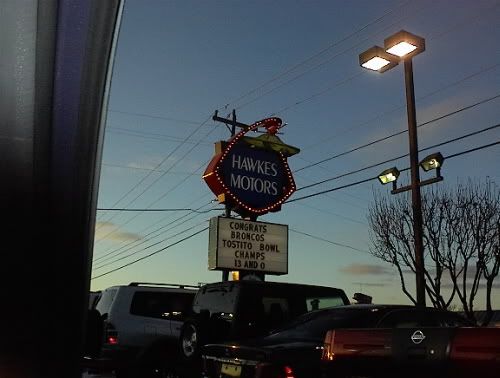 HAWKES
MOTORS
CONGRATS
BRONCOS
TOSTITO BOWL
CHAMPS
13 AND 0